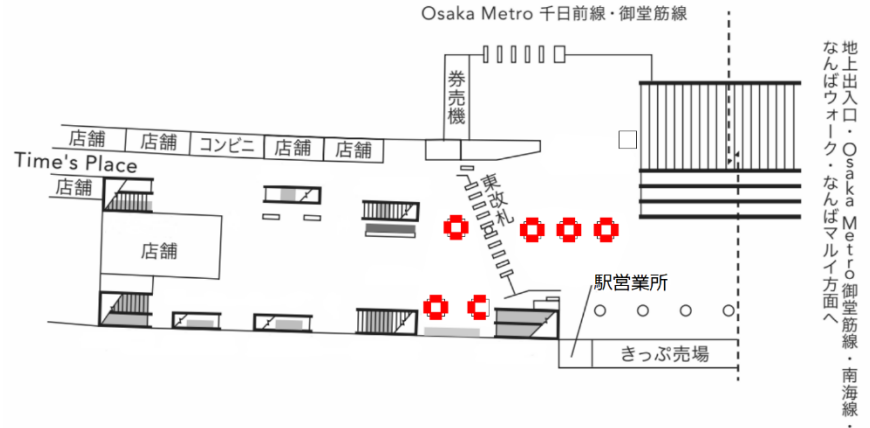 Osaka Metro 千日前線・御堂筋線
券売機
店舗
店舗
コンビニ
店舗
店舗
Time's Place
店舗
店舗
東改札
駅営業所
きっぷ売場
地上出入口・Osaka Metro御堂筋線・南海線・
なんばウォーク・なんばマルイ方面へ